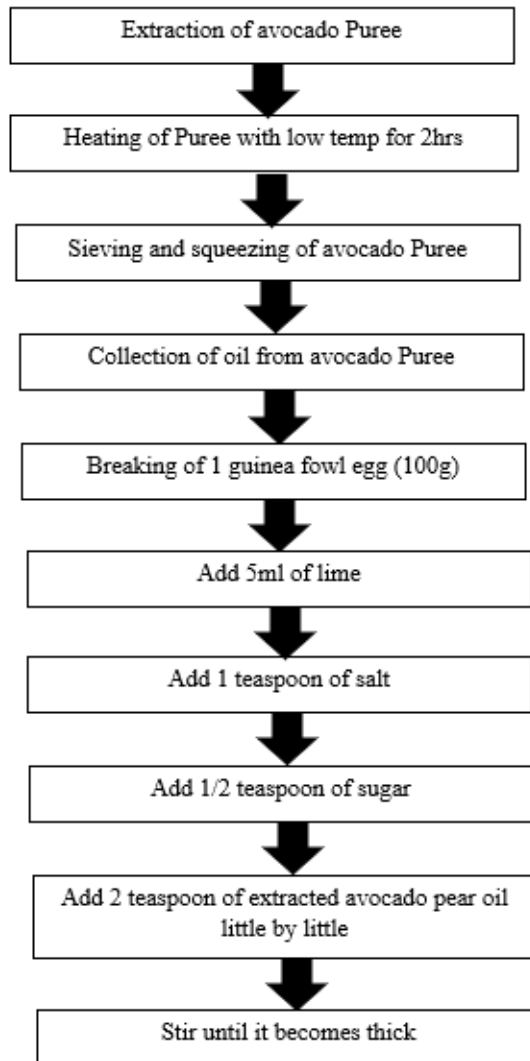 Extraction of avocado Puree
Heating of Puree with low temp for 2hrs
Sieving and squeezing of avocado Puree
Collection of oil from avocado Puree
Breaking of 1 guinea fowl egg (100g)
Add 5ml of lime
Add 1 teaspoon of salt
Add 1/2 teaspoon of sugar
Add 2 teaspoon of extracted avocado pear oil
little by little
Stir until it becomes thick